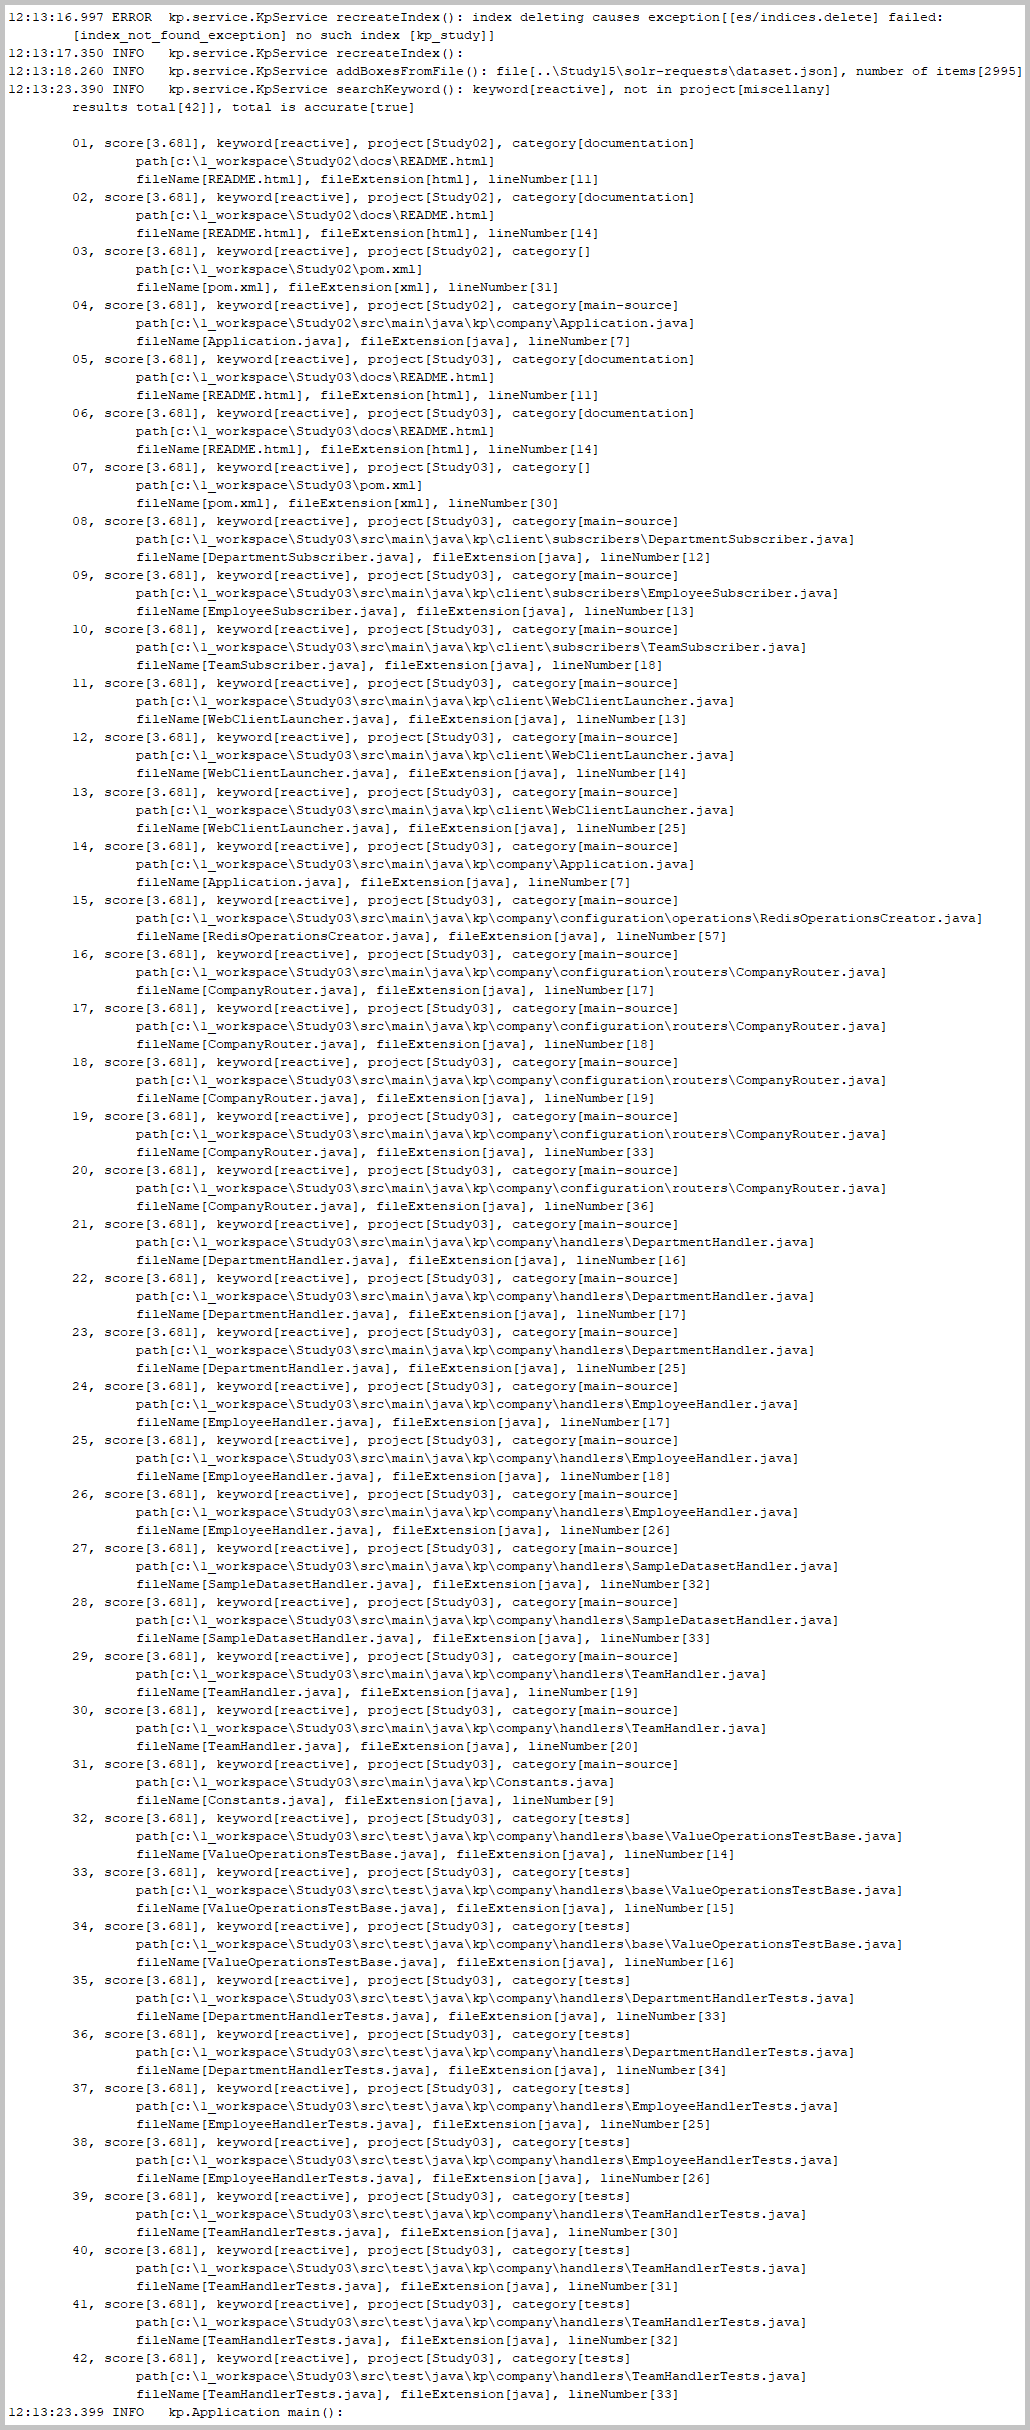 12:13:16.997 ERROR  kp.service.KpService recreateIndex(): index deleting causes exception[[es/indices.delete] failed:
        [index_not_found_exception] no such index [kp_study]]
12:13:17.350 INFO   kp.service.KpService recreateIndex():
12:13:18.260 INFO   kp.service.KpService addBoxesFromFile(): file[..\Study15\solr-requests\dataset.json], number of items[2995]
12:13:23.390 INFO   kp.service.KpService searchKeyword(): keyword[reactive], not in project[miscellany]
        results total[42]], total is accurate[true]

        01, score[3.681], keyword[reactive], project[Study02], category[documentation]
                path[c:\1_workspace\Study02\docs\README.html]
                fileName[README.html], fileExtension[html], lineNumber[11]
        02, score[3.681], keyword[reactive], project[Study02], category[documentation]
                path[c:\1_workspace\Study02\docs\README.html]
                fileName[README.html], fileExtension[html], lineNumber[14]
        03, score[3.681], keyword[reactive], project[Study02], category[]
                path[c:\1_workspace\Study02\pom.xml]
                fileName[pom.xml], fileExtension[xml], lineNumber[31]
        04, score[3.681], keyword[reactive], project[Study02], category[main-source]
                path[c:\1_workspace\Study02\src\main\java\kp\company\Application.java]
                fileName[Application.java], fileExtension[java], lineNumber[7]
        05, score[3.681], keyword[reactive], project[Study03], category[documentation]
                path[c:\1_workspace\Study03\docs\README.html]
                fileName[README.html], fileExtension[html], lineNumber[11]
        06, score[3.681], keyword[reactive], project[Study03], category[documentation]
                path[c:\1_workspace\Study03\docs\README.html]
                fileName[README.html], fileExtension[html], lineNumber[14]
        07, score[3.681], keyword[reactive], project[Study03], category[]
                path[c:\1_workspace\Study03\pom.xml]
                fileName[pom.xml], fileExtension[xml], lineNumber[30]
        08, score[3.681], keyword[reactive], project[Study03], category[main-source]
                path[c:\1_workspace\Study03\src\main\java\kp\client\subscribers\DepartmentSubscriber.java]
                fileName[DepartmentSubscriber.java], fileExtension[java], lineNumber[12]
        09, score[3.681], keyword[reactive], project[Study03], category[main-source]
                path[c:\1_workspace\Study03\src\main\java\kp\client\subscribers\EmployeeSubscriber.java]
                fileName[EmployeeSubscriber.java], fileExtension[java], lineNumber[13]
        10, score[3.681], keyword[reactive], project[Study03], category[main-source]
                path[c:\1_workspace\Study03\src\main\java\kp\client\subscribers\TeamSubscriber.java]
                fileName[TeamSubscriber.java], fileExtension[java], lineNumber[18]
        11, score[3.681], keyword[reactive], project[Study03], category[main-source]
                path[c:\1_workspace\Study03\src\main\java\kp\client\WebClientLauncher.java]
                fileName[WebClientLauncher.java], fileExtension[java], lineNumber[13]
        12, score[3.681], keyword[reactive], project[Study03], category[main-source]
                path[c:\1_workspace\Study03\src\main\java\kp\client\WebClientLauncher.java]
                fileName[WebClientLauncher.java], fileExtension[java], lineNumber[14]
        13, score[3.681], keyword[reactive], project[Study03], category[main-source]
                path[c:\1_workspace\Study03\src\main\java\kp\client\WebClientLauncher.java]
                fileName[WebClientLauncher.java], fileExtension[java], lineNumber[25]
        14, score[3.681], keyword[reactive], project[Study03], category[main-source]
                path[c:\1_workspace\Study03\src\main\java\kp\company\Application.java]
                fileName[Application.java], fileExtension[java], lineNumber[7]
        15, score[3.681], keyword[reactive], project[Study03], category[main-source]
                path[c:\1_workspace\Study03\src\main\java\kp\company\configuration\operations\RedisOperationsCreator.java]
                fileName[RedisOperationsCreator.java], fileExtension[java], lineNumber[57]
        16, score[3.681], keyword[reactive], project[Study03], category[main-source]
                path[c:\1_workspace\Study03\src\main\java\kp\company\configuration\routers\CompanyRouter.java]
                fileName[CompanyRouter.java], fileExtension[java], lineNumber[17]
        17, score[3.681], keyword[reactive], project[Study03], category[main-source]
                path[c:\1_workspace\Study03\src\main\java\kp\company\configuration\routers\CompanyRouter.java]
                fileName[CompanyRouter.java], fileExtension[java], lineNumber[18]
        18, score[3.681], keyword[reactive], project[Study03], category[main-source]
                path[c:\1_workspace\Study03\src\main\java\kp\company\configuration\routers\CompanyRouter.java]
                fileName[CompanyRouter.java], fileExtension[java], lineNumber[19]
        19, score[3.681], keyword[reactive], project[Study03], category[main-source]
                path[c:\1_workspace\Study03\src\main\java\kp\company\configuration\routers\CompanyRouter.java]
                fileName[CompanyRouter.java], fileExtension[java], lineNumber[33]
        20, score[3.681], keyword[reactive], project[Study03], category[main-source]
                path[c:\1_workspace\Study03\src\main\java\kp\company\configuration\routers\CompanyRouter.java]
                fileName[CompanyRouter.java], fileExtension[java], lineNumber[36]
        21, score[3.681], keyword[reactive], project[Study03], category[main-source]
                path[c:\1_workspace\Study03\src\main\java\kp\company\handlers\DepartmentHandler.java]
                fileName[DepartmentHandler.java], fileExtension[java], lineNumber[16]
        22, score[3.681], keyword[reactive], project[Study03], category[main-source]
                path[c:\1_workspace\Study03\src\main\java\kp\company\handlers\DepartmentHandler.java]
                fileName[DepartmentHandler.java], fileExtension[java], lineNumber[17]
        23, score[3.681], keyword[reactive], project[Study03], category[main-source]
                path[c:\1_workspace\Study03\src\main\java\kp\company\handlers\DepartmentHandler.java]
                fileName[DepartmentHandler.java], fileExtension[java], lineNumber[25]
        24, score[3.681], keyword[reactive], project[Study03], category[main-source]
                path[c:\1_workspace\Study03\src\main\java\kp\company\handlers\EmployeeHandler.java]
                fileName[EmployeeHandler.java], fileExtension[java], lineNumber[17]
        25, score[3.681], keyword[reactive], project[Study03], category[main-source]
                path[c:\1_workspace\Study03\src\main\java\kp\company\handlers\EmployeeHandler.java]
                fileName[EmployeeHandler.java], fileExtension[java], lineNumber[18]
        26, score[3.681], keyword[reactive], project[Study03], category[main-source]
                path[c:\1_workspace\Study03\src\main\java\kp\company\handlers\EmployeeHandler.java]
                fileName[EmployeeHandler.java], fileExtension[java], lineNumber[26]
        27, score[3.681], keyword[reactive], project[Study03], category[main-source]
                path[c:\1_workspace\Study03\src\main\java\kp\company\handlers\SampleDatasetHandler.java]
                fileName[SampleDatasetHandler.java], fileExtension[java], lineNumber[32]
        28, score[3.681], keyword[reactive], project[Study03], category[main-source]
                path[c:\1_workspace\Study03\src\main\java\kp\company\handlers\SampleDatasetHandler.java]
                fileName[SampleDatasetHandler.java], fileExtension[java], lineNumber[33]
        29, score[3.681], keyword[reactive], project[Study03], category[main-source]
                path[c:\1_workspace\Study03\src\main\java\kp\company\handlers\TeamHandler.java]
                fileName[TeamHandler.java], fileExtension[java], lineNumber[19]
        30, score[3.681], keyword[reactive], project[Study03], category[main-source]
                path[c:\1_workspace\Study03\src\main\java\kp\company\handlers\TeamHandler.java]
                fileName[TeamHandler.java], fileExtension[java], lineNumber[20]
        31, score[3.681], keyword[reactive], project[Study03], category[main-source]
                path[c:\1_workspace\Study03\src\main\java\kp\Constants.java]
                fileName[Constants.java], fileExtension[java], lineNumber[9]
        32, score[3.681], keyword[reactive], project[Study03], category[tests]
                path[c:\1_workspace\Study03\src\test\java\kp\company\handlers\base\ValueOperationsTestBase.java]
                fileName[ValueOperationsTestBase.java], fileExtension[java], lineNumber[14]
        33, score[3.681], keyword[reactive], project[Study03], category[tests]
                path[c:\1_workspace\Study03\src\test\java\kp\company\handlers\base\ValueOperationsTestBase.java]
                fileName[ValueOperationsTestBase.java], fileExtension[java], lineNumber[15]
        34, score[3.681], keyword[reactive], project[Study03], category[tests]
                path[c:\1_workspace\Study03\src\test\java\kp\company\handlers\base\ValueOperationsTestBase.java]
                fileName[ValueOperationsTestBase.java], fileExtension[java], lineNumber[16]
        35, score[3.681], keyword[reactive], project[Study03], category[tests]
                path[c:\1_workspace\Study03\src\test\java\kp\company\handlers\DepartmentHandlerTests.java]
                fileName[DepartmentHandlerTests.java], fileExtension[java], lineNumber[33]
        36, score[3.681], keyword[reactive], project[Study03], category[tests]
                path[c:\1_workspace\Study03\src\test\java\kp\company\handlers\DepartmentHandlerTests.java]
                fileName[DepartmentHandlerTests.java], fileExtension[java], lineNumber[34]
        37, score[3.681], keyword[reactive], project[Study03], category[tests]
                path[c:\1_workspace\Study03\src\test\java\kp\company\handlers\EmployeeHandlerTests.java]
                fileName[EmployeeHandlerTests.java], fileExtension[java], lineNumber[25]
        38, score[3.681], keyword[reactive], project[Study03], category[tests]
                path[c:\1_workspace\Study03\src\test\java\kp\company\handlers\EmployeeHandlerTests.java]
                fileName[EmployeeHandlerTests.java], fileExtension[java], lineNumber[26]
        39, score[3.681], keyword[reactive], project[Study03], category[tests]
                path[c:\1_workspace\Study03\src\test\java\kp\company\handlers\TeamHandlerTests.java]
                fileName[TeamHandlerTests.java], fileExtension[java], lineNumber[30]
        40, score[3.681], keyword[reactive], project[Study03], category[tests]
                path[c:\1_workspace\Study03\src\test\java\kp\company\handlers\TeamHandlerTests.java]
                fileName[TeamHandlerTests.java], fileExtension[java], lineNumber[31]
        41, score[3.681], keyword[reactive], project[Study03], category[tests]
                path[c:\1_workspace\Study03\src\test\java\kp\company\handlers\TeamHandlerTests.java]
                fileName[TeamHandlerTests.java], fileExtension[java], lineNumber[32]
        42, score[3.681], keyword[reactive], project[Study03], category[tests]
                path[c:\1_workspace\Study03\src\test\java\kp\company\handlers\TeamHandlerTests.java]
                fileName[TeamHandlerTests.java], fileExtension[java], lineNumber[33]
12:13:23.399 INFO   kp.Application main():